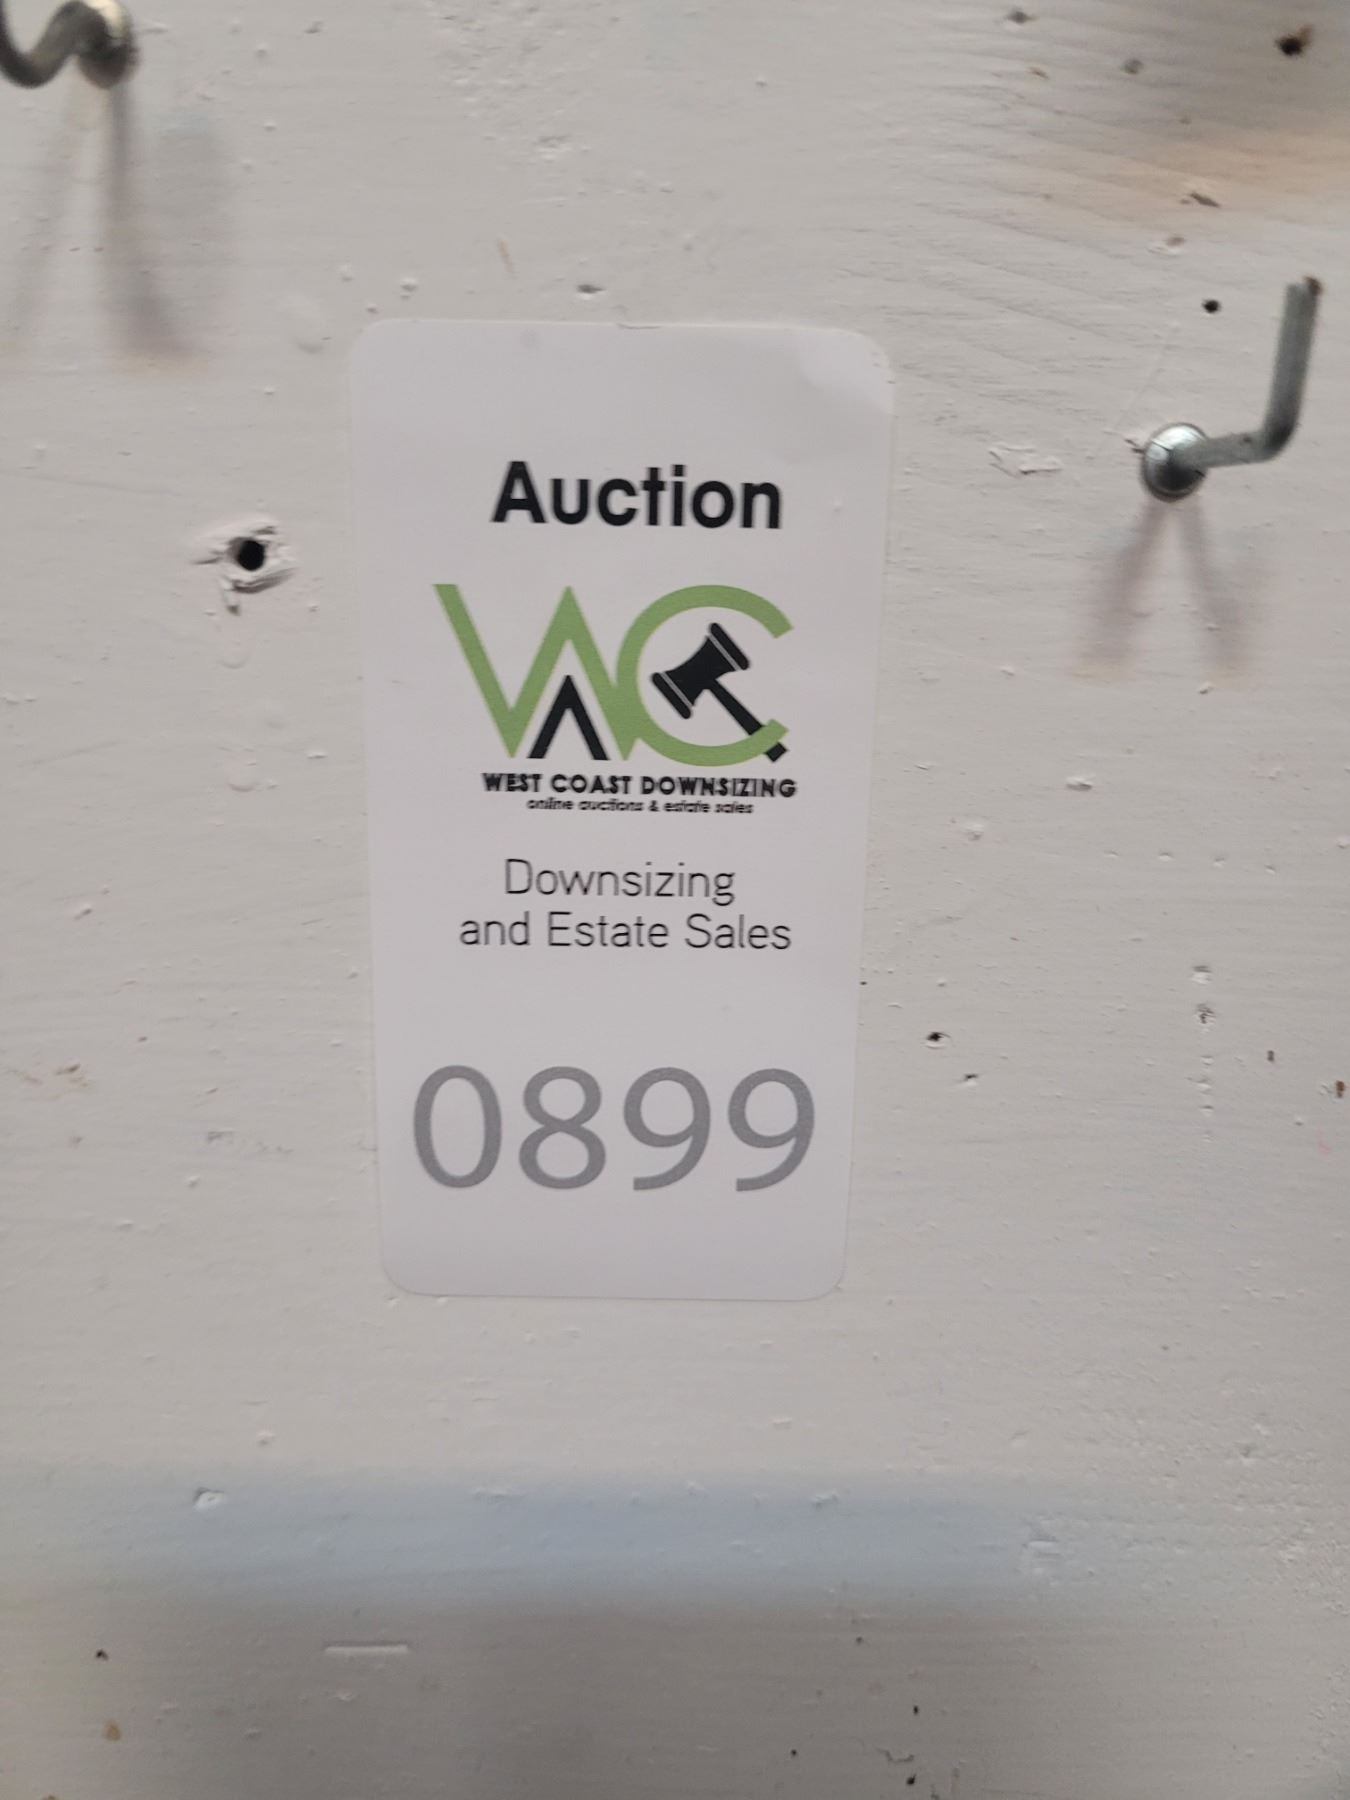 Auction
WC
WEST COAST DOWNSIZING
online auctions & estate sales
Downsizing
and Estate Sales
0899